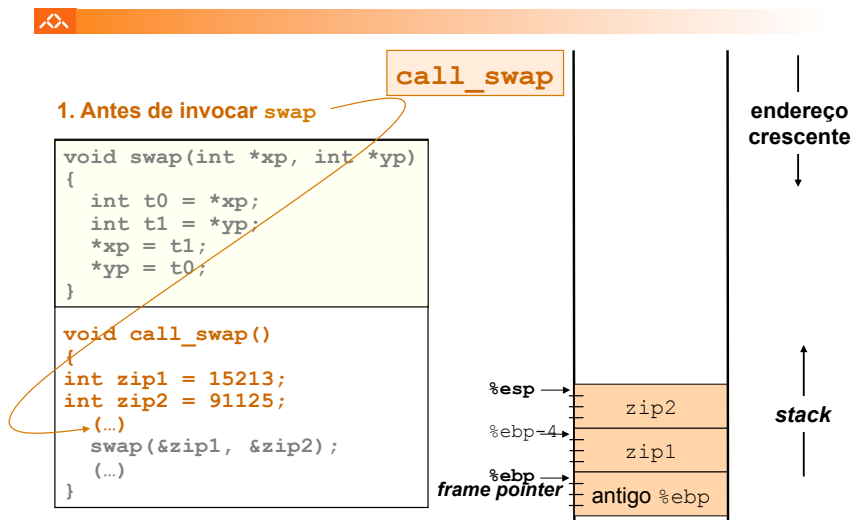 call_swap
1. Antes de invocar swap
void swap(int *xp, int *yp)
{
int t0 = *xp;
int t1 = *yp;
*xp = t1;
*yp = t0;
}
void call_swap()
{
int zip1 = 15213;
int zip2 = 91125;
(…)
swap(&zip1, &zip2);
(…)
}
endereço
crescente
%esp
zip2
stack
%ebp-4
zip1
%ebp
frame pointer
antigo %ebp